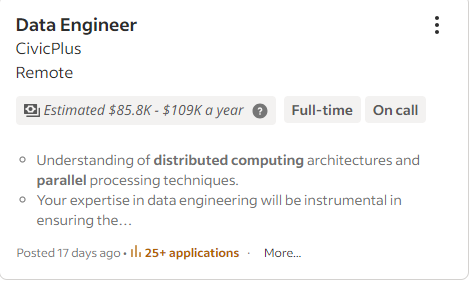 Data Engineer
CivicPlus
Remote
Estimated $85.8K - $109K a year ? Full-time On call
Understanding of distributed computing architectures and
parallel processing techniques.
Your expertise in data engineering will be instrumental in
ensuring the…
Posted 17 days ago • 25+ applications · More...